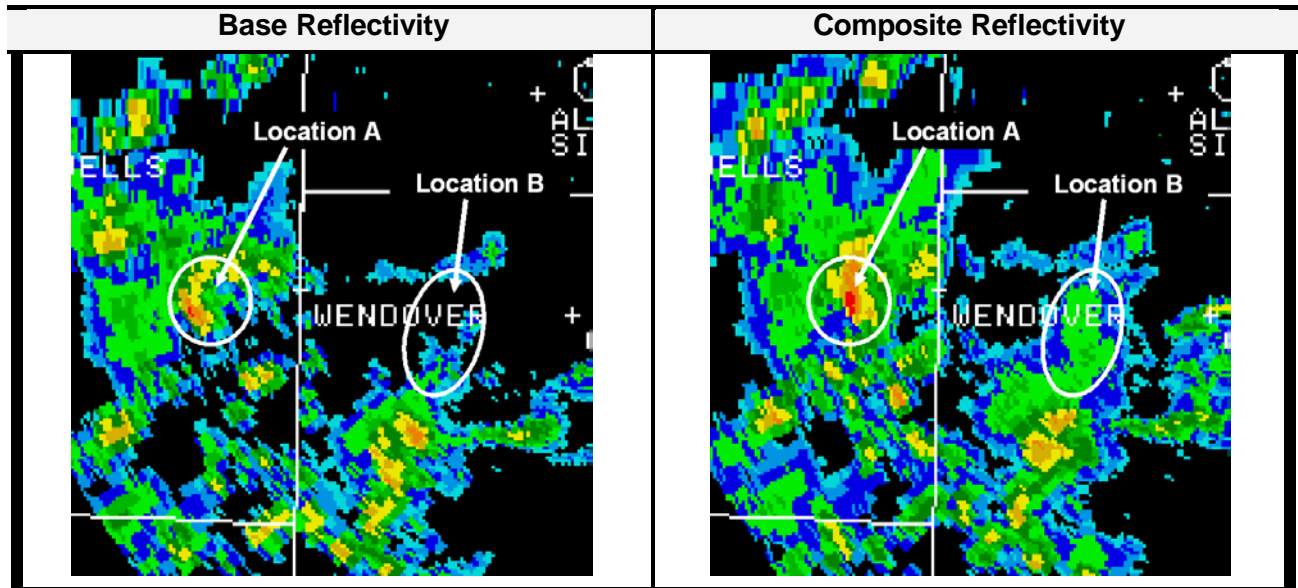 Base Reflectivity
Composite Reflectivity
Location A
AL
SI
ELLS
Location B
WENDOVER
Location A
AL
SI
ELLS
Location B
WENDOVER